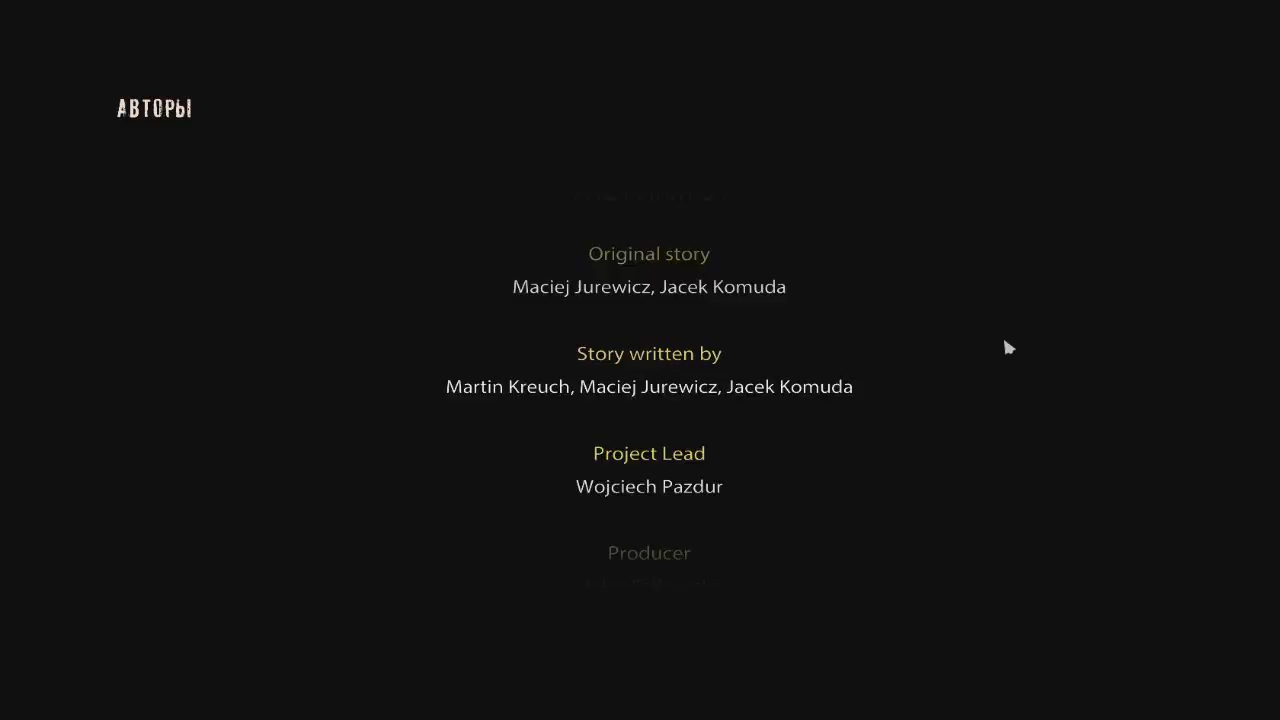 АВТОРЫ
Original story
Maciej Jurewicz, Jacek Komuda
Story written by
Martin Kreuch, Maciej Jurewicz, Jacek Komuda
Project Lead
Wojciech Pazdur
Producer